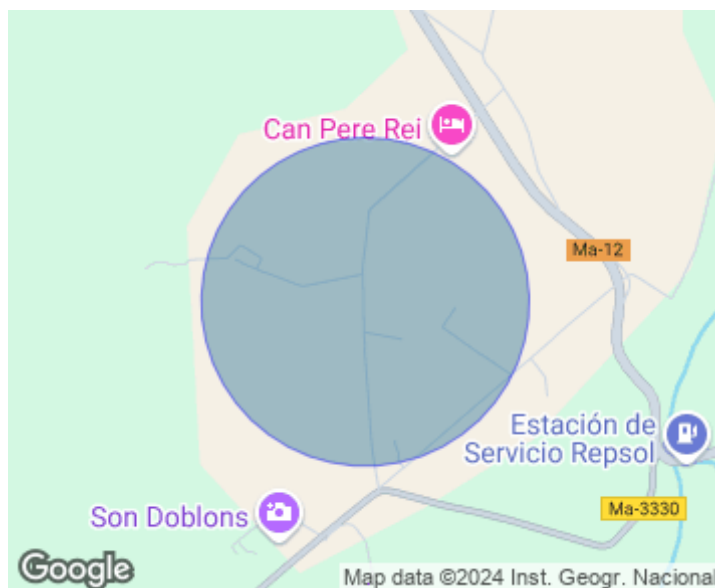 Can Pere Rei
Ma-12
Estación de
Servicio Repsol
Ma-3330
Son Doblons
Google
Map data ©2024 Inst. Geogr. Nacional